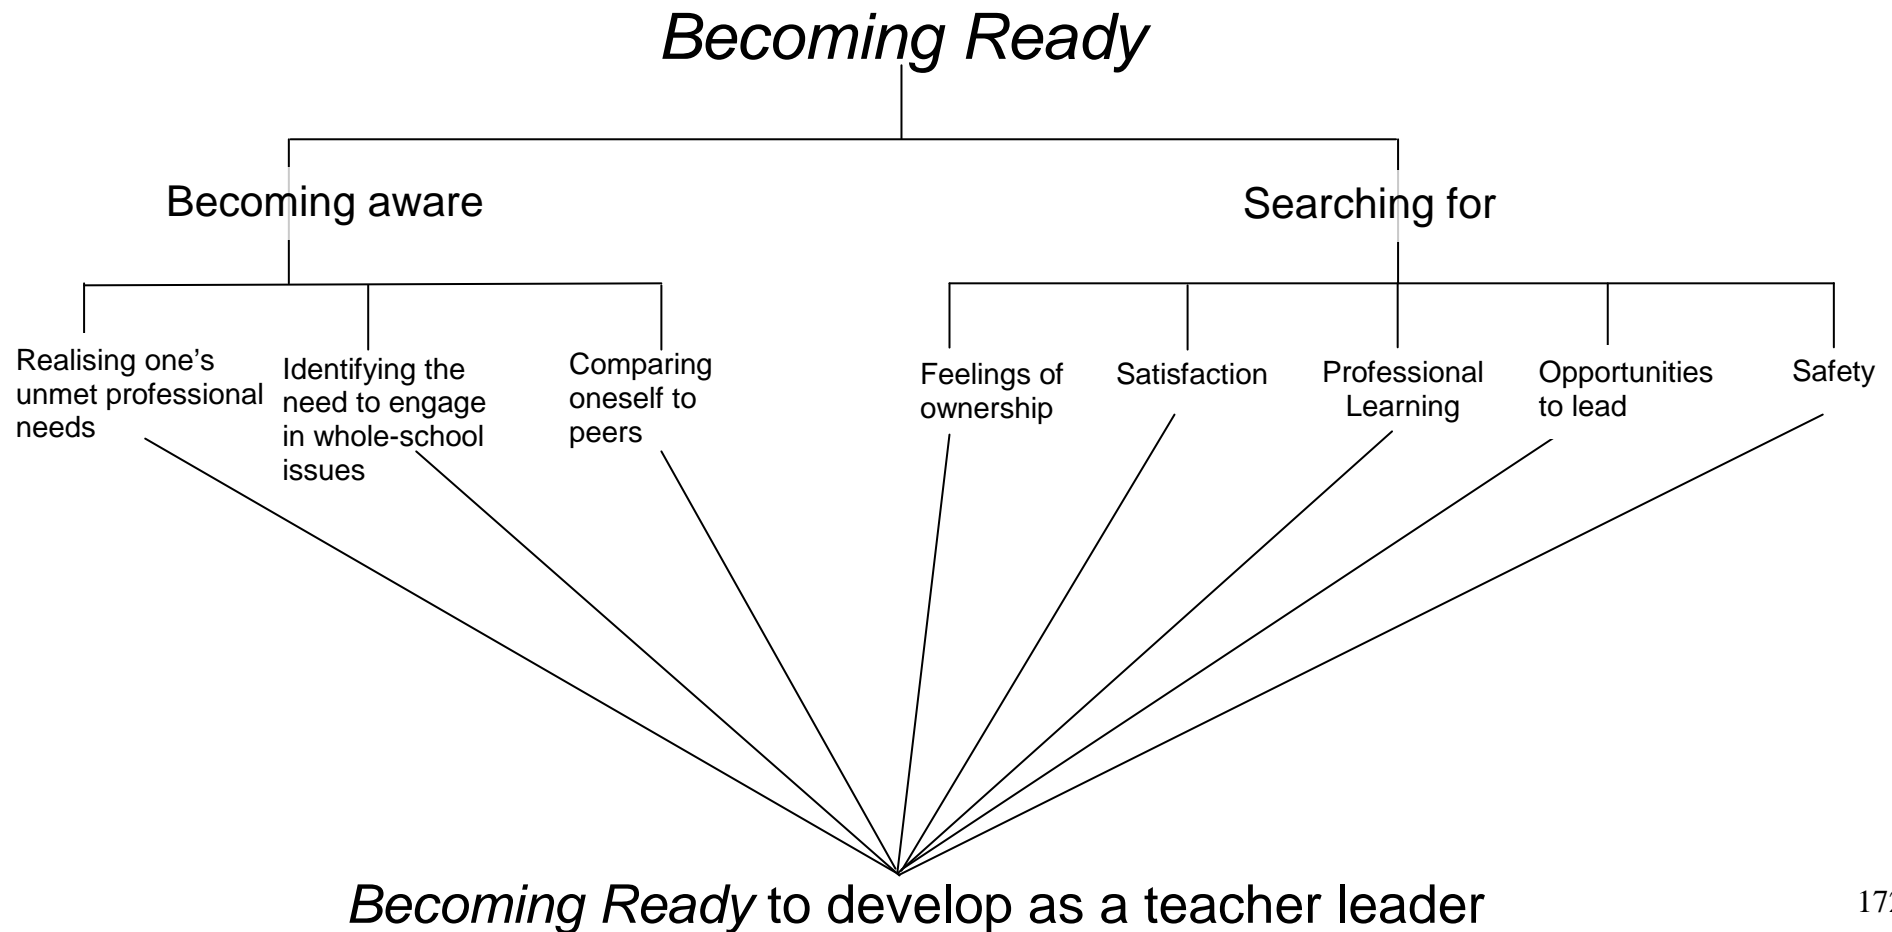 Becoming Ready
Becoming aware
Searching for
Realising one’s
unmet professional
needs
Identifying the
need to engage
in whole-school
issues
Comparing
oneself to
peers
Feelings of
ownership
Satisfaction
Professional
Learning
Opportunities
to lead
Safety
Becoming Ready to develop as a teacher leader
172